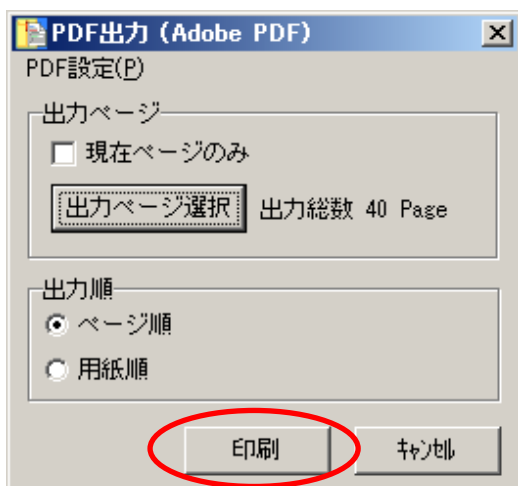 PDF出力 (Adobe PDF)
PDF設定(P)
出力ページ
現在ページのみ
出力ページ選択 出力総数 40 Page
出力順
ページ順
用紙順
印刷 ｷｬﾝｾﾙ